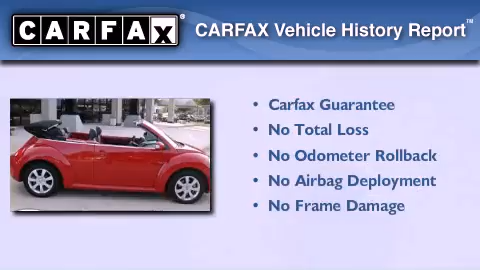 CARFAX® CARFAX Vehicle History Report™
• Carfax Guarantee
• No Total Loss
• No Odometer Rollback
• No Airbag Deployment
• No Frame Damage